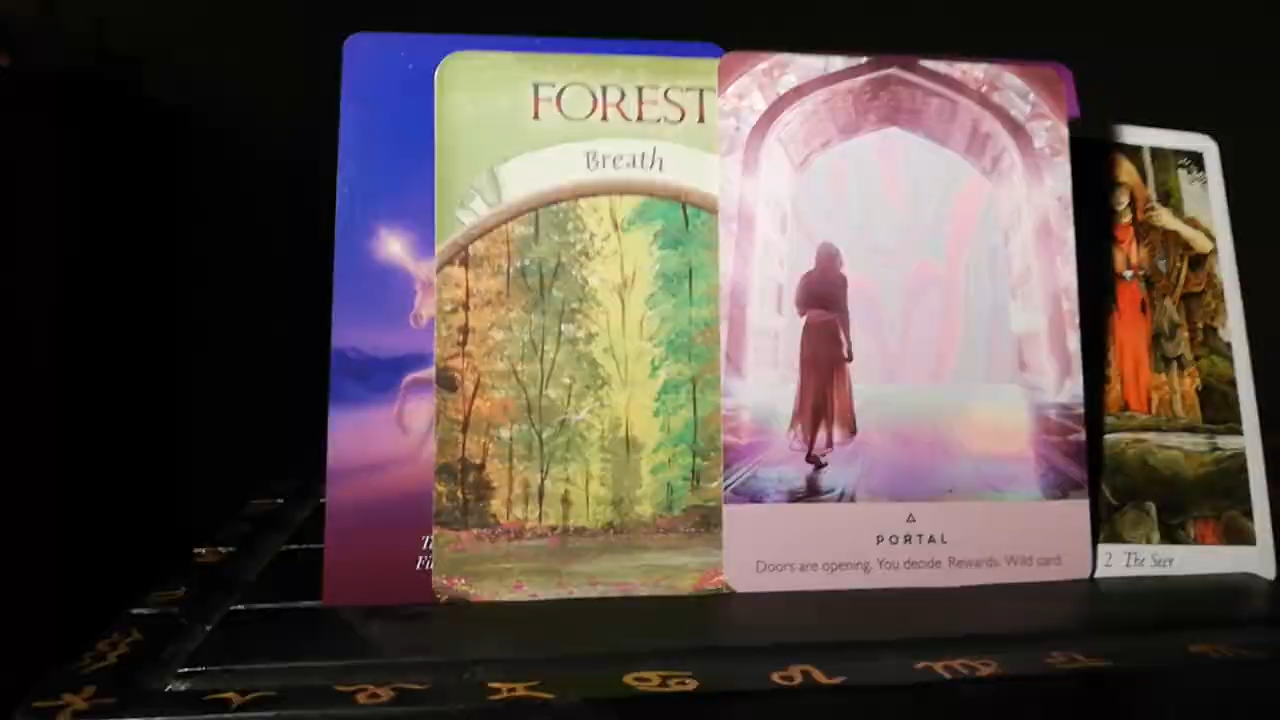 FOREST
Breath
PORTAL
Doors are opening. You decide. Rewards. Wild card.
2 The Seer